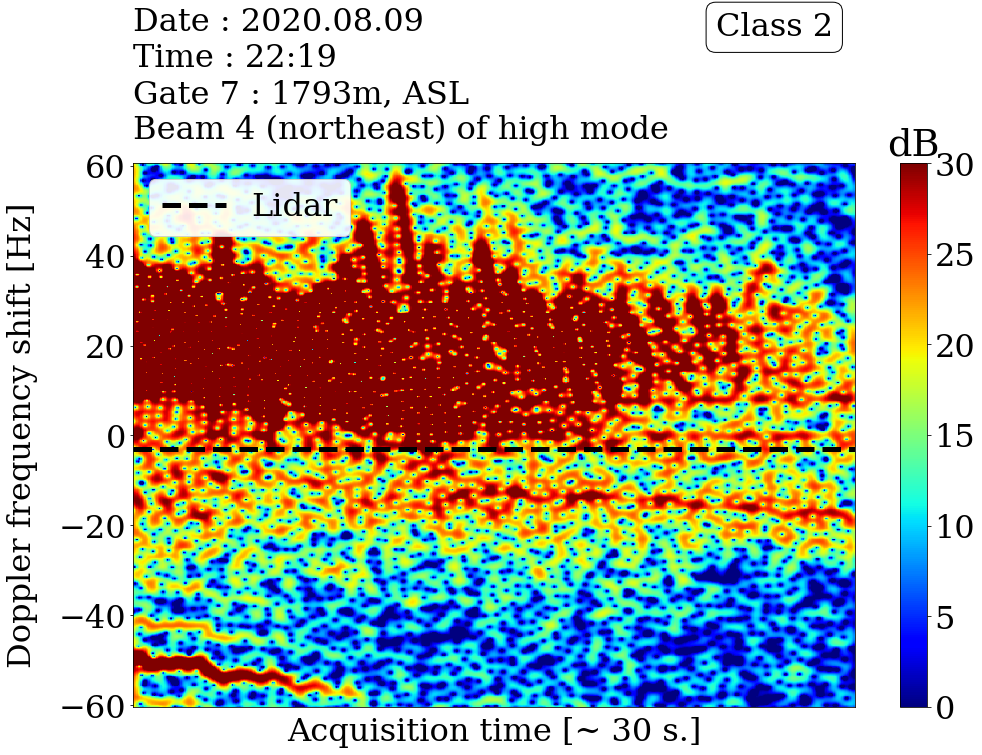 Date : 2020.08.09
Time : 22:19
Gate 7 : 1793m, ASL
Beam 4 (northeast) of high mode
Class 2
dB
Lidar
60
40
20
0
−20
−40
−60
Doppler frequency shift [Hz]
Acquisition time [~ 30 s.]
30
25
20
15
10
5
0